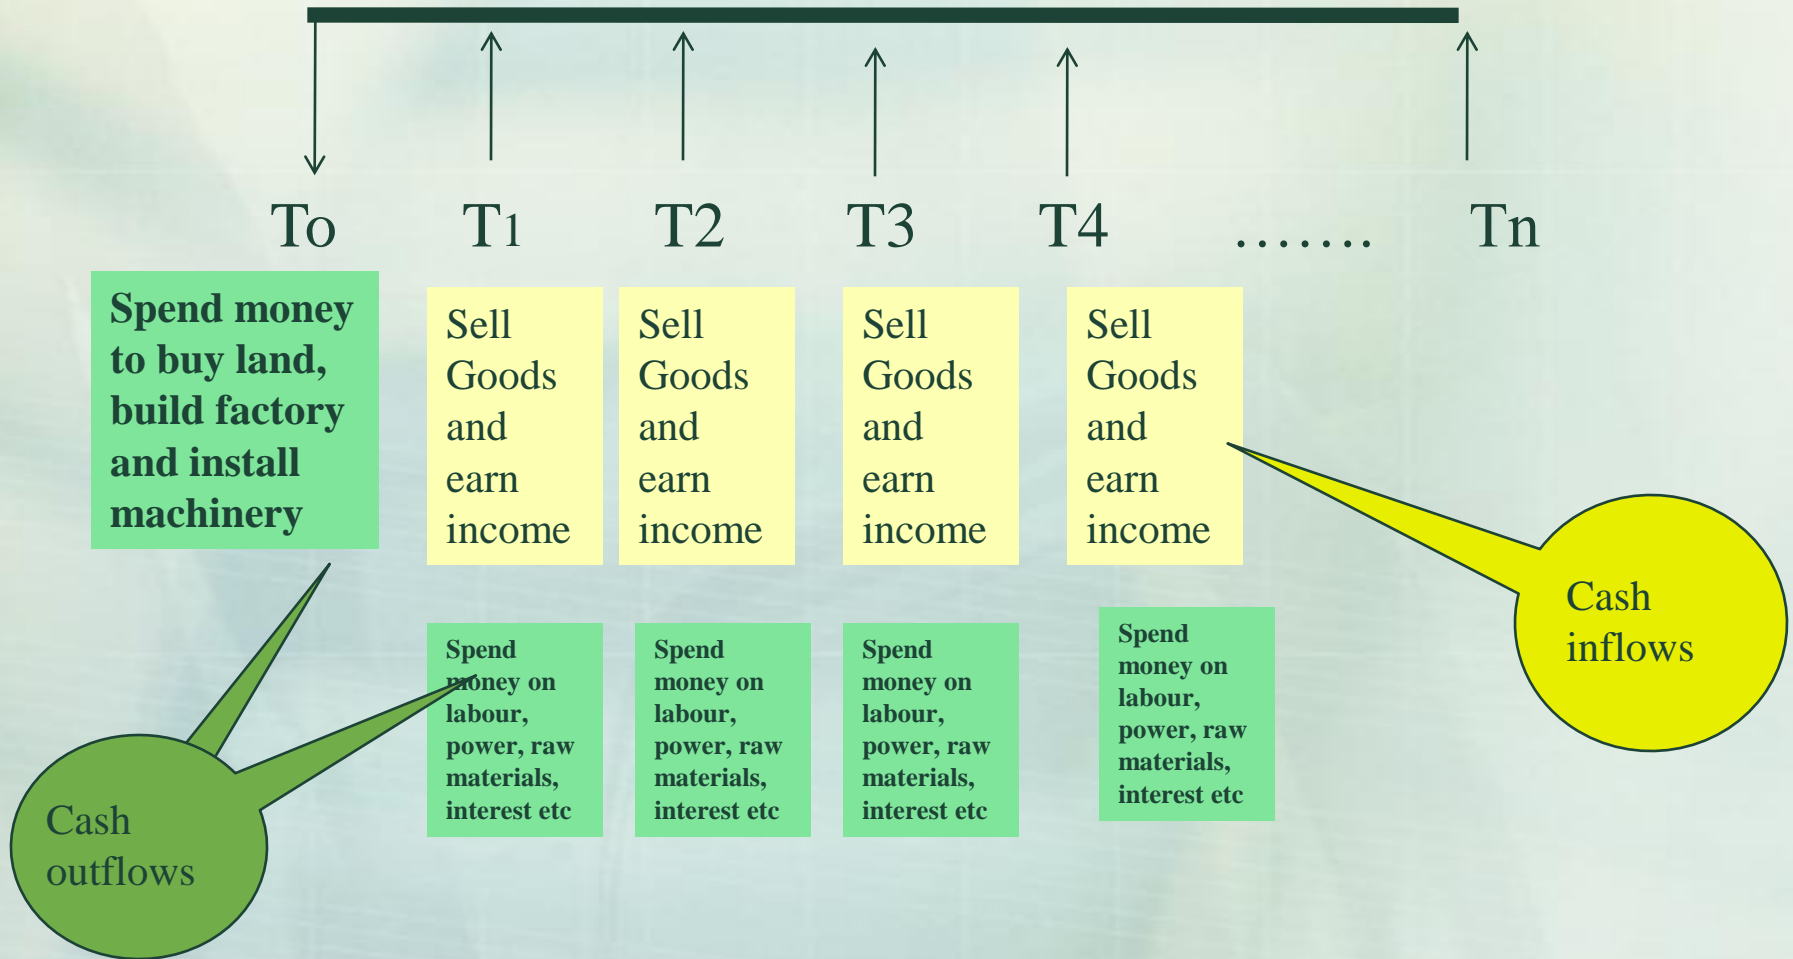 To T1 T2 T3 T4 ……. Tn
Spend money
to buy land,
build factory
and install
machinery
Sell
Goods
and
earn
income
Sell
Goods
and
earn
income
Sell
Goods
and
earn
income
Sell
Goods
and
earn
income
Cash
inflows
Spend
money on
labour,
power, raw
materials,
interest etc
Spend
money on
labour,
power, raw
materials,
interest etc
Spend
money on
labour,
power, raw
materials,
interest etc
Spend
money on
labour,
power, raw
materials,
interest etc
Cash
outflows